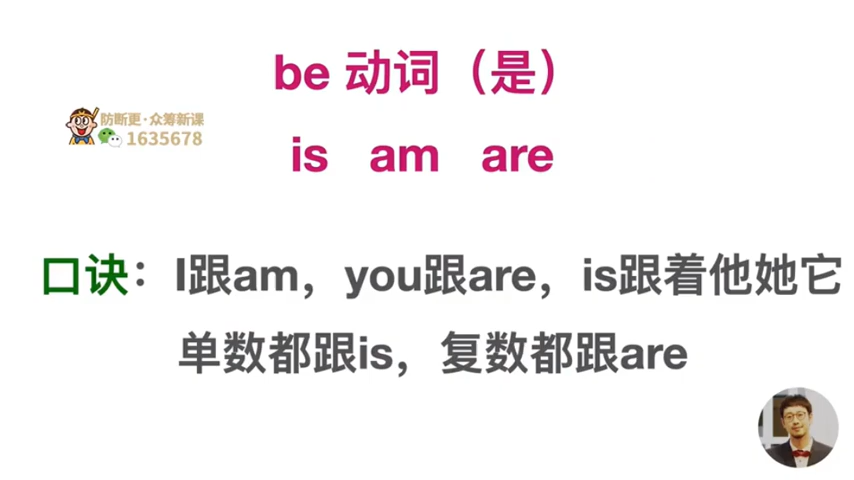 be 动词（是）
防断更·众筹新课
1635678
is am are
口诀：I跟am，you跟are，is跟着他她它
单数都跟is，复数都跟are